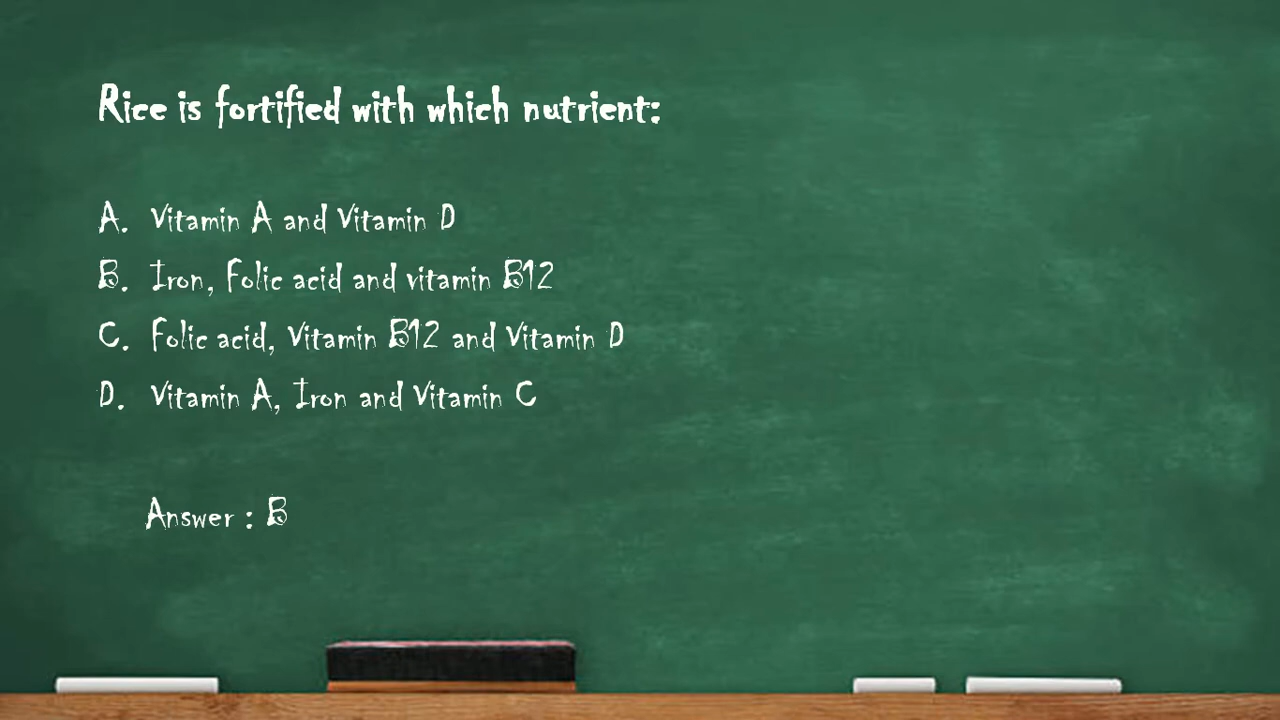 Rice is fortified with which nutrient:
A. Vitamin A and Vitamin D
B. Iron, Folic acid and vitamin B12
C. Folic acid, Vitamin B12 and Vitamin D
D. Vitamin A, Iron and Vitamin C
Answer : B